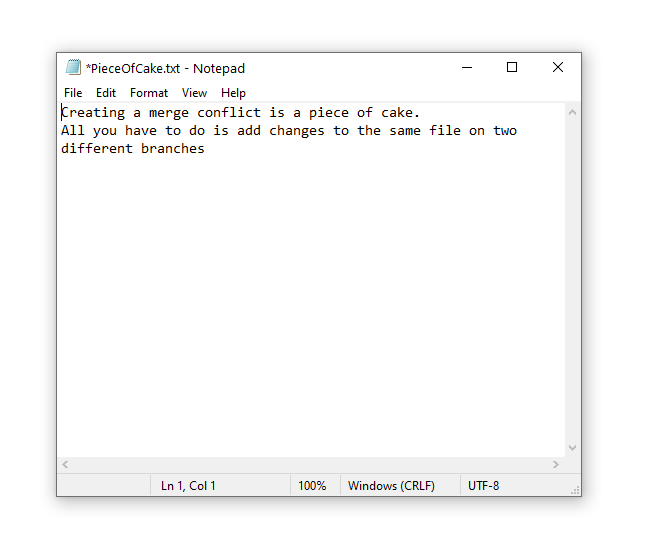 *PieceOfCake.txt - Notepad
File Edit Format View Help
Creating a merge conflict is a piece of cake.
All you have to do is add changes to the same file on two
different branches
Ln 1, Col 1 100% Windows (CRLF) UTF-8